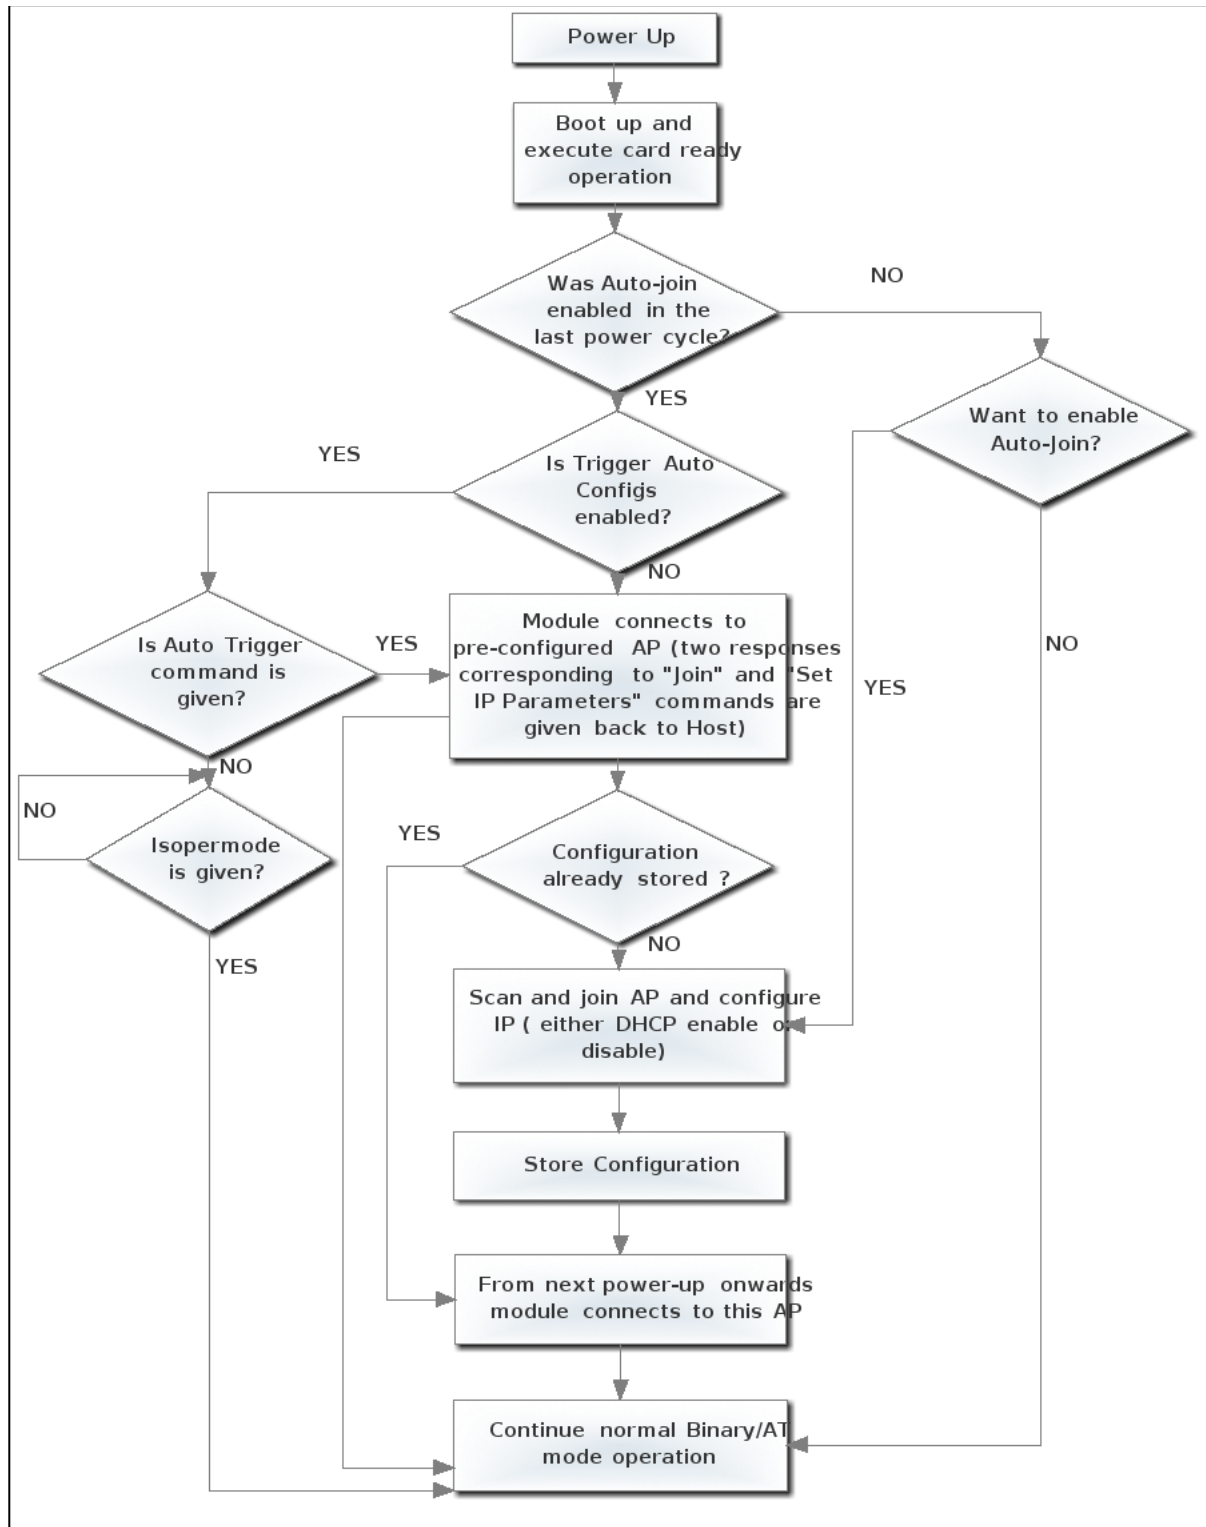 Power Up
Boot up and
execute card ready
operation
Was Auto-join
enabled in the
last power cycle?
NO
YES
Want to enable
Auto-Join?
YES
Is Trigger Auto
Configs
enabled?
NO
Is Auto Trigger
command is
given?
YES
Module connects to
pre-configured AP (two responses
corresponding to "Join" and "Set
IP Parameters" commands are
given back to Host)
NO
YES
NO
NO
Isopermode
is given?
YES
Configuration
already stored ?
YES
NO
Scan and join AP and configure
IP ( either DHCP enable or
disable)
Store Configuration
From next power-up onwards
module connects to this AP
Continue normal Binary/AT
mode operation